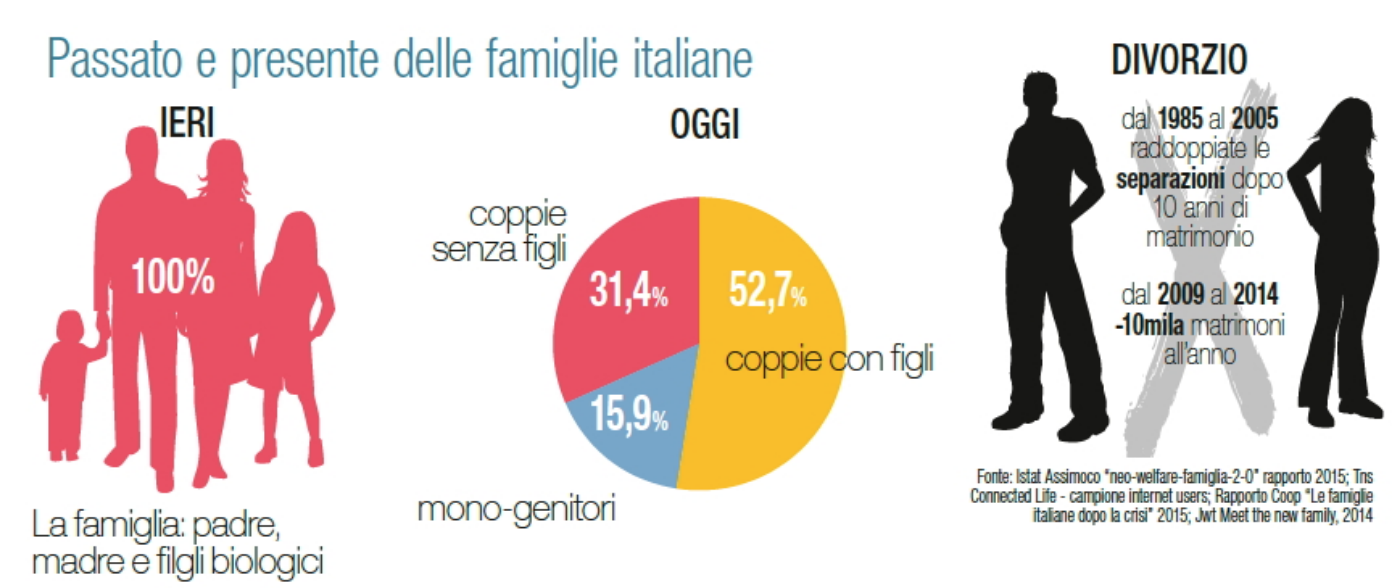 Passato e presente delle famiglie italiane
IERI
100%
La famiglia: padre,
madre e filgli biologici
OGGI
coppie
senza figli
31,4%
52,7%
coppie con figli
15,9%
mono-genitori
DIVORZIO
dal 1985 al 2005
raddoppiate le
separazioni dopo
10 anni di
matrimonio
dal 2009 al 2014
-10mila matrimoni
all'anno
Fonte: Istat Assimoco "neo-welfare-famiglia-2-0" rapporto 2015; Tns
Connected Life - campione internet users; Rapporto Coop "Le famiglie
italiane dopo la crisi" 2015; Jwt Meet the new family, 2014